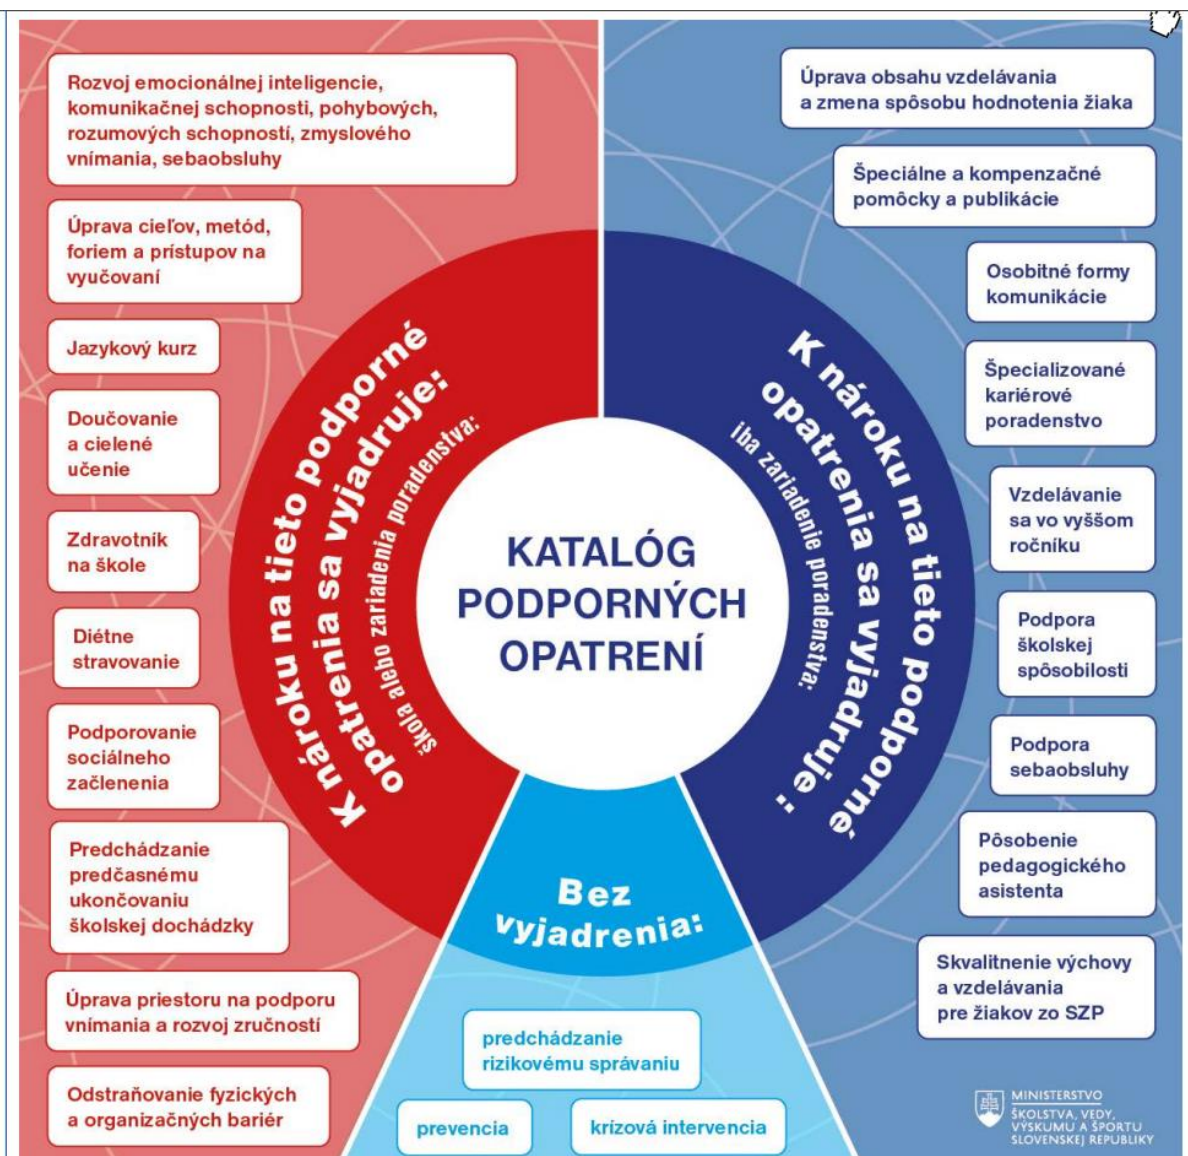 Rozvoj emocionálnej inteligencie,
komunikačnej schopnosti, pohybových,
rozumových schopností, zmyslového
vnímania, sebaobsluhy
Úprava cieľov, metód,
foriem a prístupov na
vyučovaní
Jazykový kurz
Doučovanie
a cielené
učenie
Zdravotník
na škole
Diétne
stravovanie
Podporovanie
sociálneho
začlenenia
Predchádzanie
predčasnému
ukončovaniu
školskej dochádzky
Úprava priestoru na podporu
vnímania a rozvoj zručností
Odstraňovanie fyzických
a organizačných bariér
K nároku na tieto podporné
opatrenia sa vyjadruje:
škola alebo zariadenia poradenstva:
KATALÓG
PODPORNÝCH
OPATRENÍ
K nároku na tieto podporné
opatrenia sa vyjadruje :
iba zariadenie poradenstva:
Úprava obsahu vzdelávania
a zmena spôsobu hodnotenia žiaka
Špeciálne a kompenzačné
pomôcky a publikácie
Osobitné formy
komunikácie
Špecializované
kariérové
poradenstvo
Vzdelávanie
sa vo vyššom
ročníku
Podpora
školskej
spôsobilosti
Podpora
sebaobsluhy
Pôsobenie
pedagogického
asistenta
Skvalitnenie výchovy
a vzdelávania
pre žiakov zo SZP
Bez
vyjadrenia:
predchádzanie
rizikovému správaniu
prevencia
krízová intervencia
MINISTERSTVO
ŠKOLSTVA, VEDY,
VÝSKUMU A ŠPORTU
SLOVENSKEJ REPUBLIKY